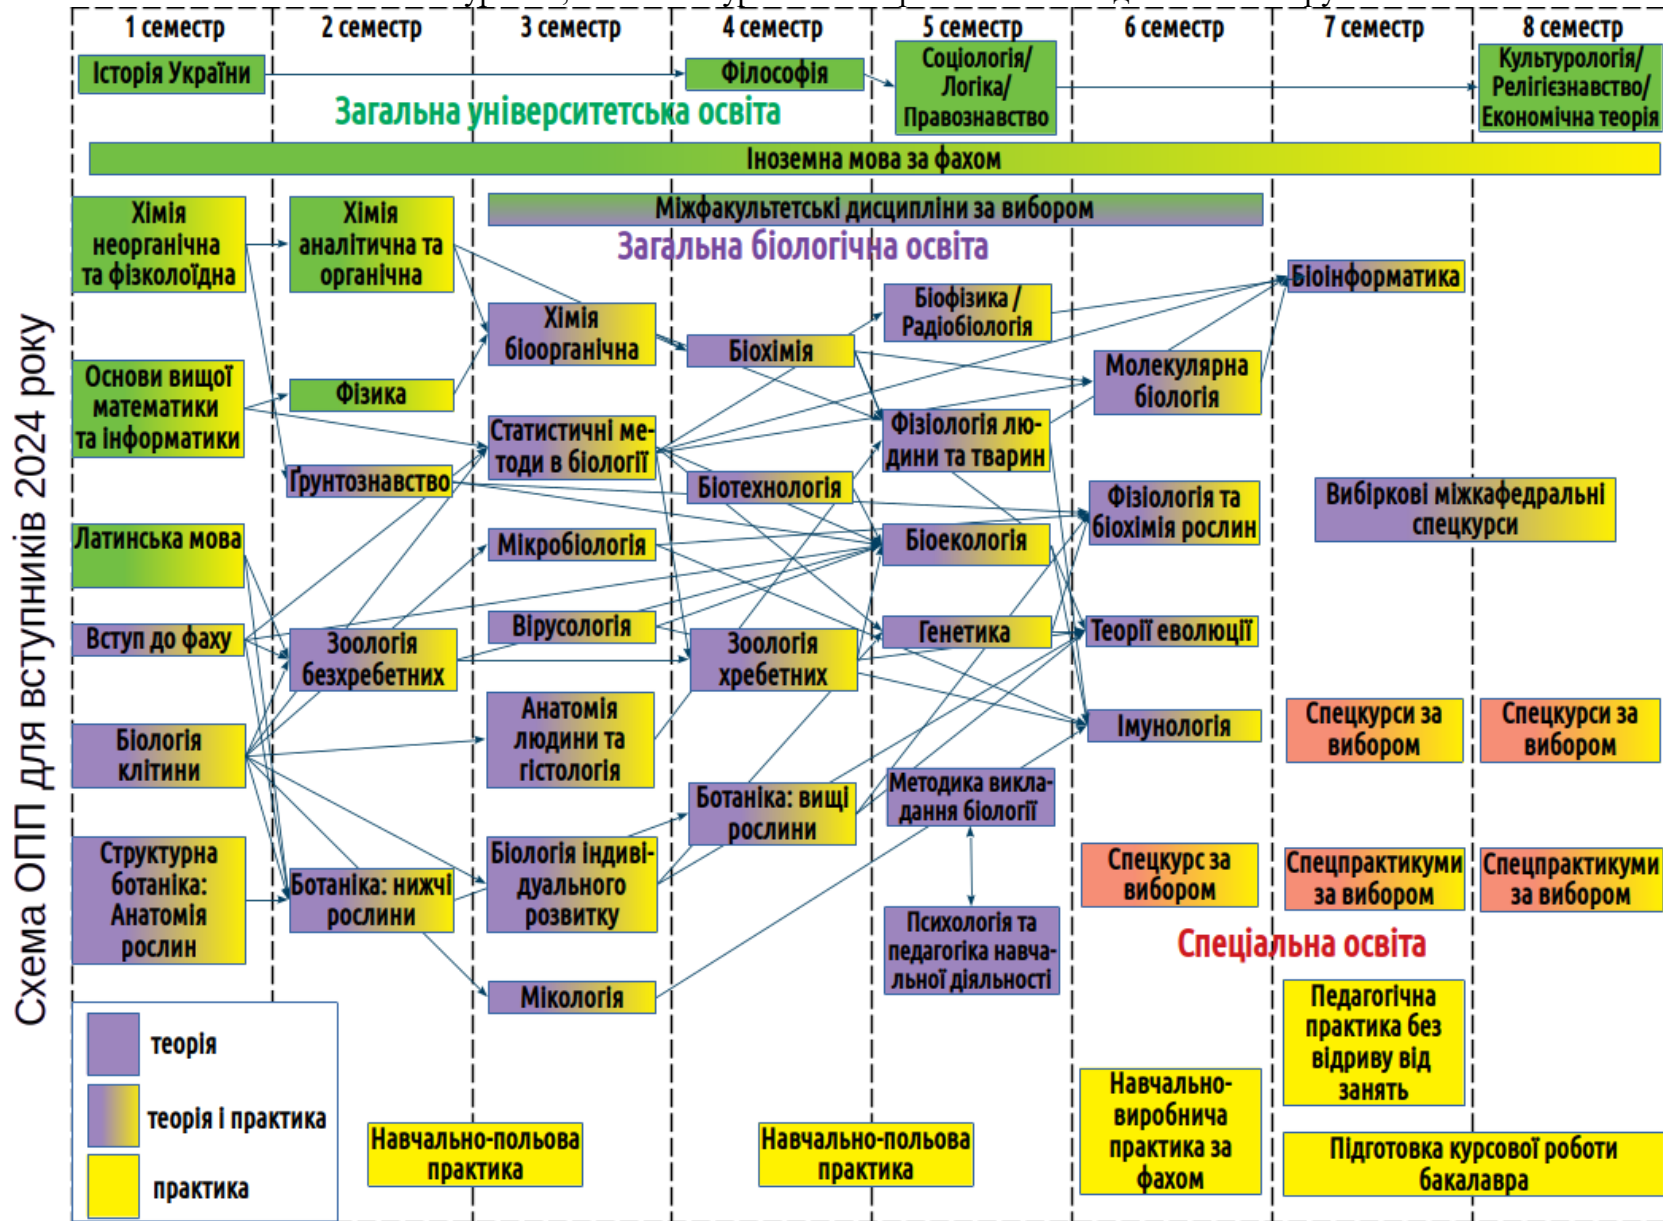 1 семестр
2 семестр
3 семестр
4 семестр
5 семестр
6 семестр
7 семестр
8 семестр
Історія України
Філософія
Соціологія/
Логіка/
Правознавство
Культурологія/
Релігієзнавство/
Економічна теорія
Загальна університетська освіта
Іноземна мова за фахом
Міжфакультетські дисципліни за вибором
Загальна біологічна освіта
Схема ОПП для вступників 2024 року
Хімія
неорганічна
та фізколоїдна
Основи вищої
математики
та інформатики
Латинська мова
Вступ до фаху
Біологія
клітини
Структурна
ботаніка:
Анатомія
рослин
Хімія
аналітична та
органічна
Фізика
Ґрунтознавство
Зоологія
безхребетних
Ботаніка: нижчі
рослини
Хімія
біоорганічна
Статистичні ме-
тоди в біології
Мікробіологія
Вірусологія
Анатомія
людини та
гістологія
Біологія індиві-
дуального
розвитку
Мікологія
Біохімія
Біотехнологія
Зоологія
хребетних
Ботаніка: вищі
рослини
Біофізика /
Радіобіологія
Фізіологія лю-
дини та тварин
Біоекологія
Генетика
Методика викла-
дання біології
Психологія та
педагогіка навча-
льної діяльності
Молекулярна
біологія
Фізіологія та
біохімія рослин
Теорії еволюції
Імунологія
Спецкурс за
вибором
Біоінформатика
Вибіркові міжкафедральні
спецкурси
Спецкурси за
вибором
Спецкурси за
вибором
Спецпрактикуми
за вибором
Спецпрактикуми
за вибором
Спеціальна освіта
Педагогічна
практика без
відриву від
занять
Навчально-
виробнича
практика за
фахом
Підготовка курсової роботи
бакалавра
Навчально-польова
практика
Навчально-польова
практика
теорія
теорія і практика
практика